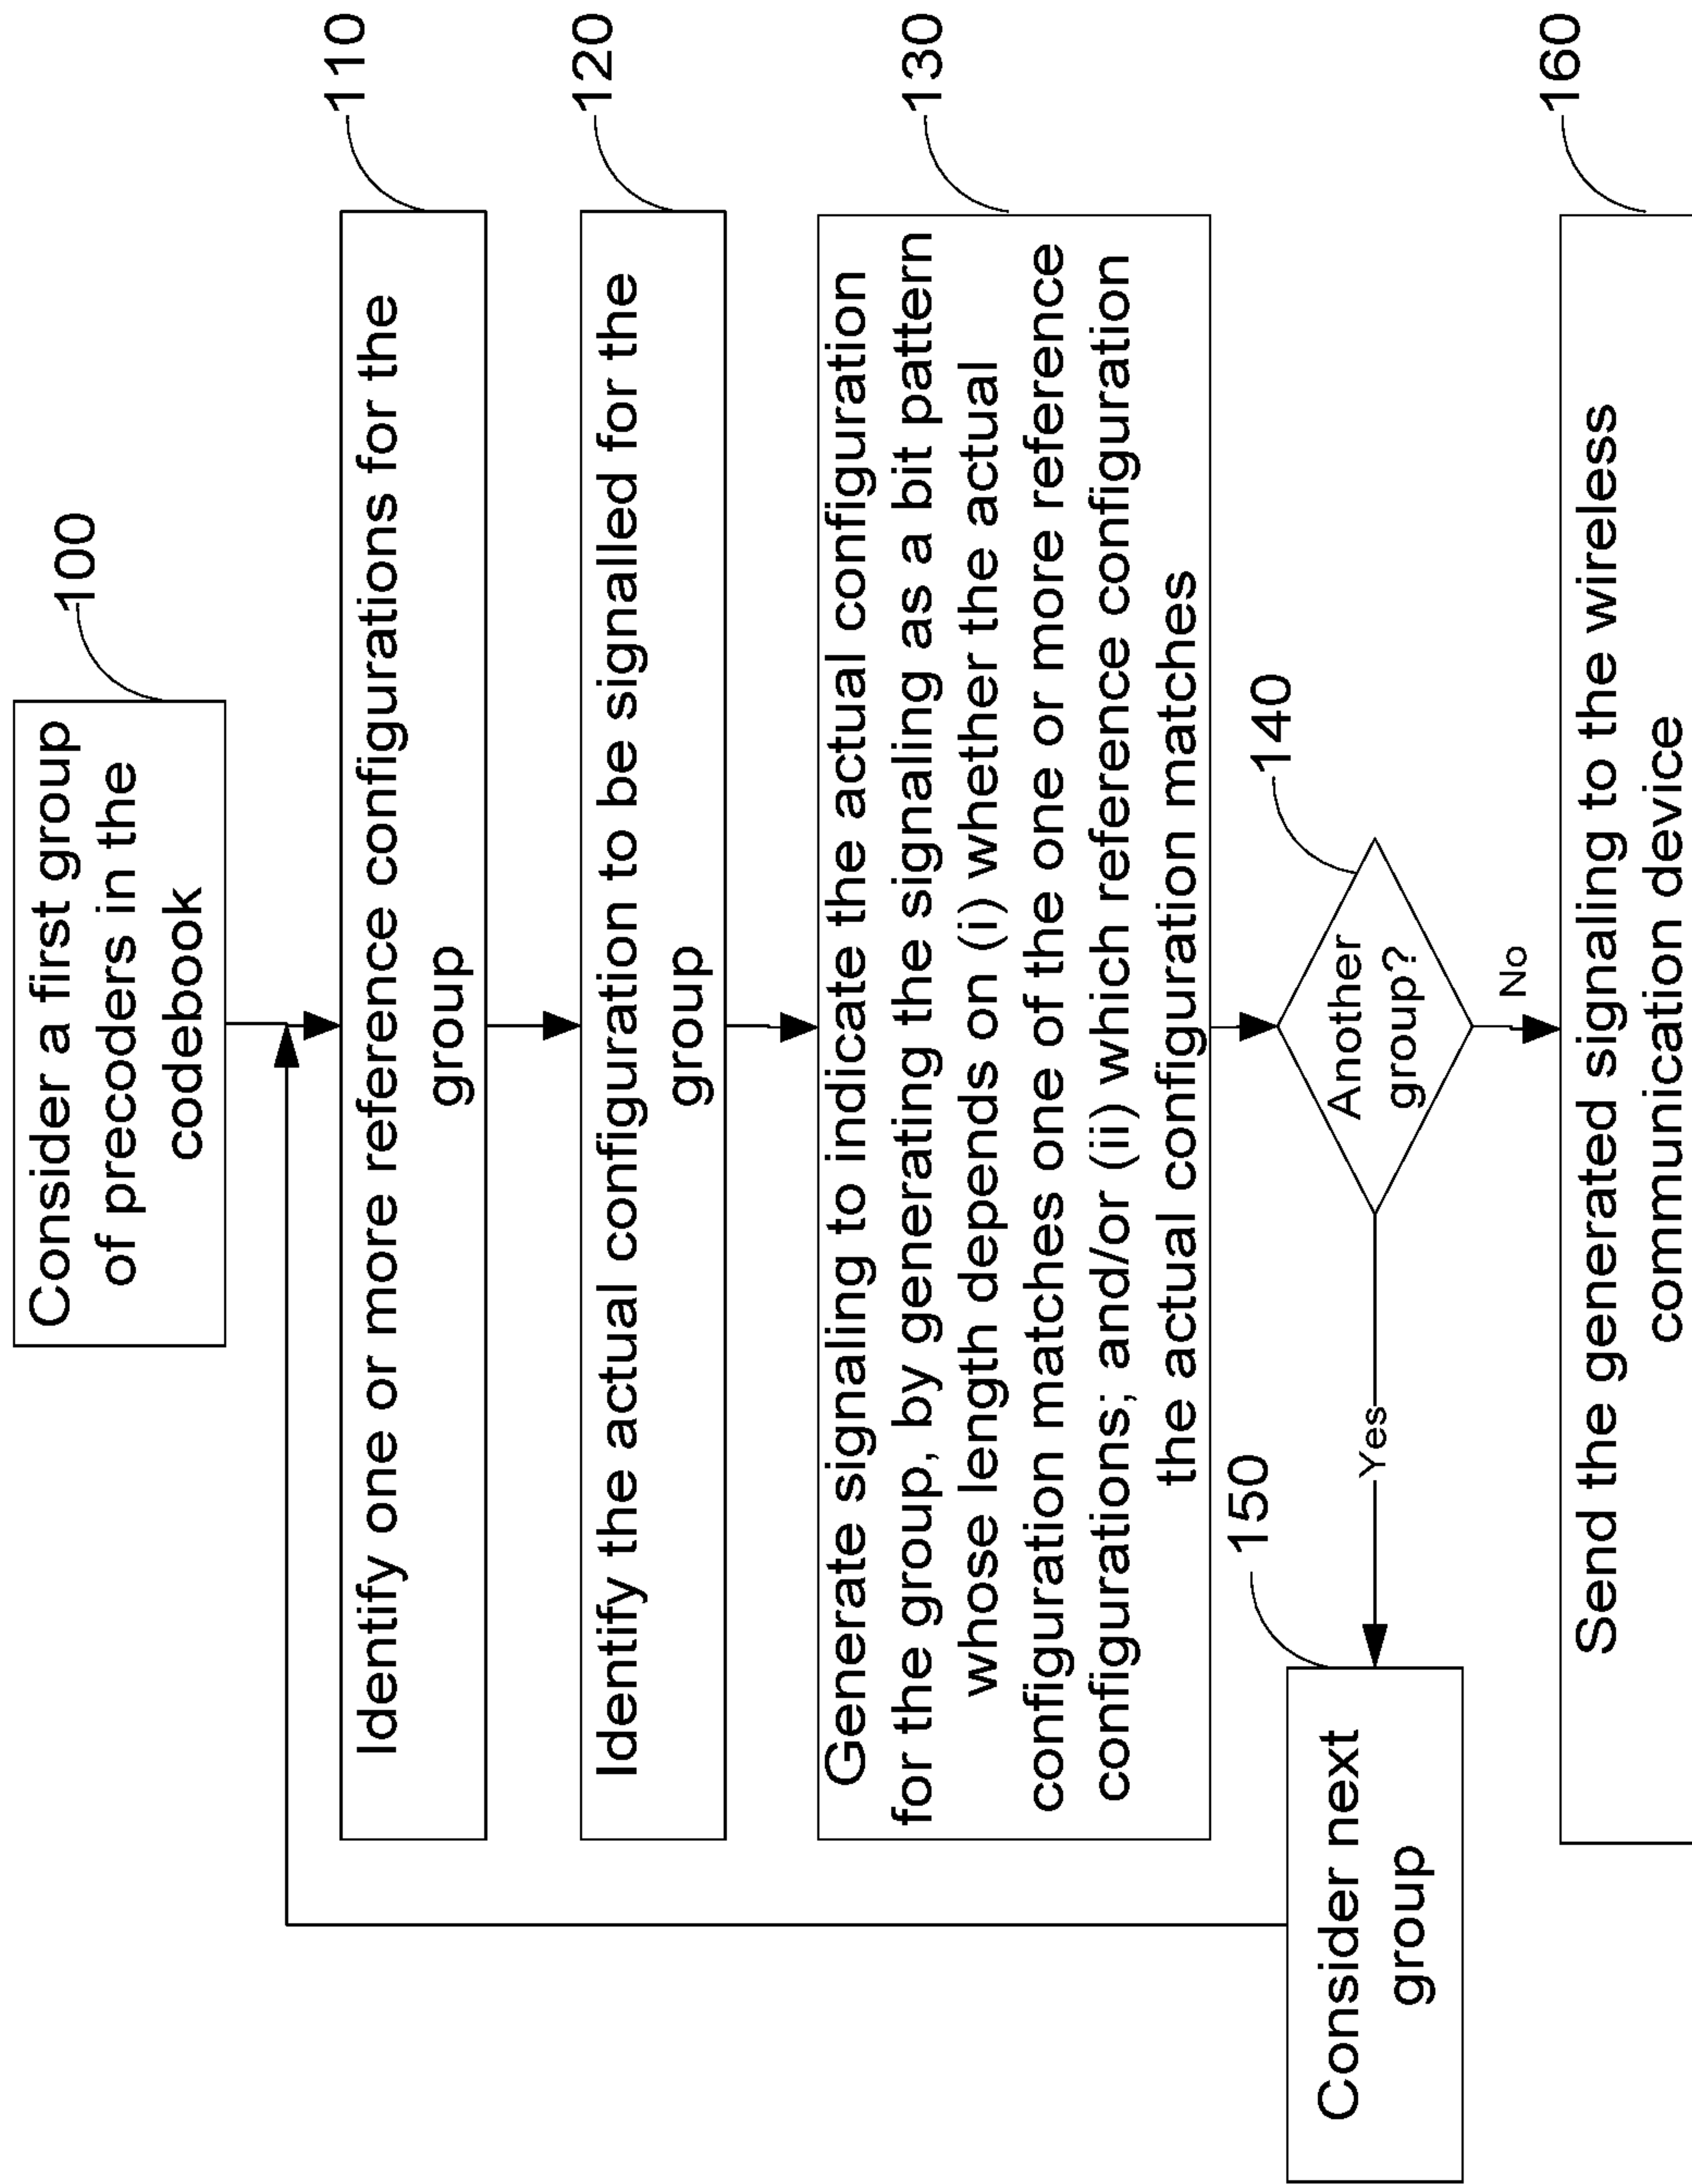 100
Consider a first group
of precoders in the
codebook
110
Identify one or more reference configurations for the
group
120
Identify the actual configuration to be signalled for the
group
130
Generate signaling to indicate the actual configuration
for the group, by generating the signaling as a bit pattern
whose length depends on (i) whether the actual
configuration matches one of the one or more reference
configurations; and/or (ii) which reference configuration
the actual configuration matches
140
Another
group?
Yes
No
150
Consider next
group
160
Send the generated signaling to the wireless
communication device